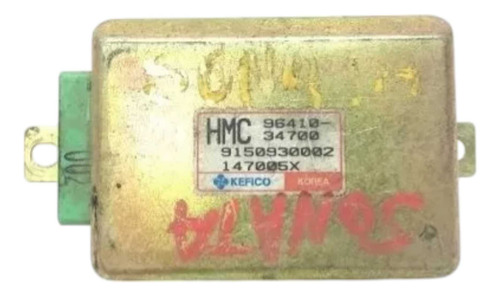 HMC 96410-
34700
9150930002
147005X
KEFICO KOREA
SONATA